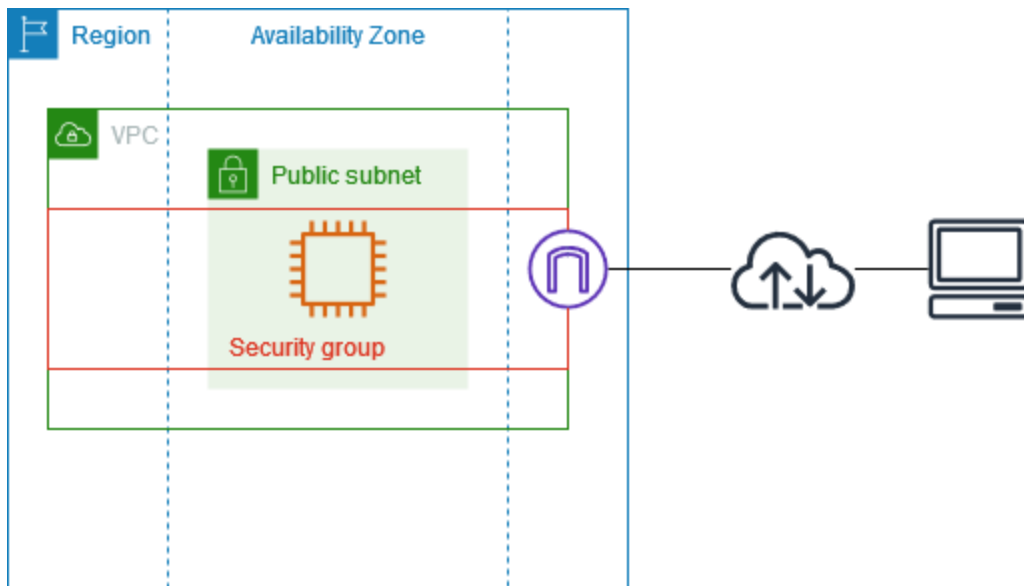 Region
Availability Zone
VPC
Public subnet
Security group